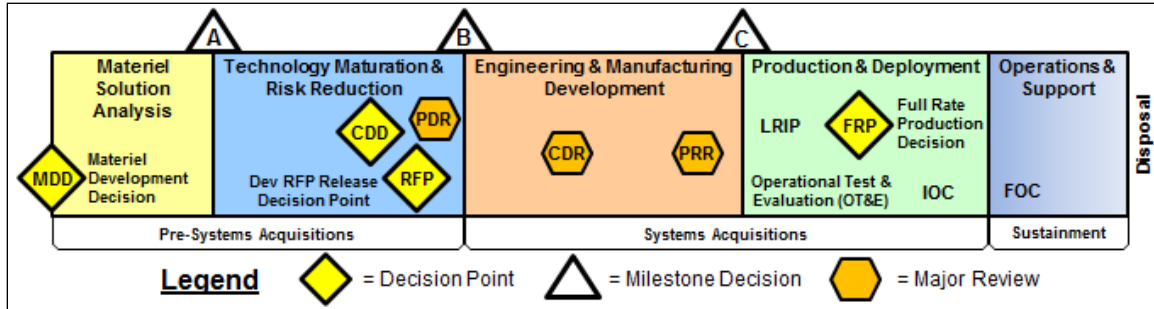 A
B
C
Materiel
Solution
Analysis
MDD
Materiel
Development
Decision
Technology Maturation &
Risk Reduction
CDD
PDR
Dev RFP Release
Decision Point
RFP
Engineering & Manufacturing
Development
CDR
PRR
Production & Deployment
LRIP
FRP
Full Rate
Production
Decision
Operational Test &
Evaluation (OT&E)
IOC
Operations &
Support
FOC
Disposal
Pre-Systems Acquisitions
Systems Acquisitions
Sustainment
Legend
= Decision Point
= Milestone Decision
= Major Review